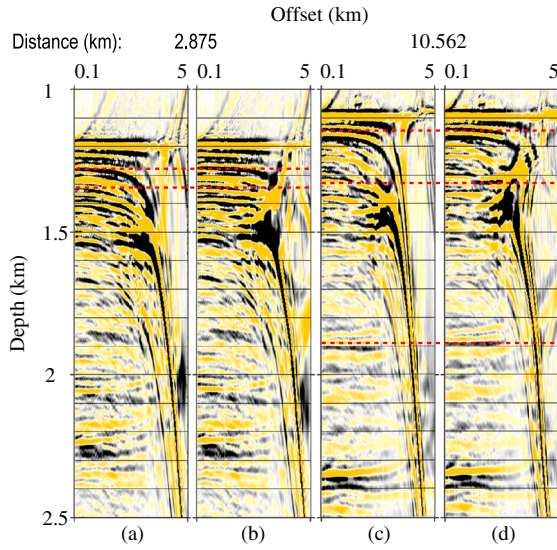 Offset (km)
Distance (km): 2.875 10.562
0.1 5 0.1 5 0.1 5 0.1 5
1
1.5
Depth (km)
2
2.5
(a) (b) (c) (d)